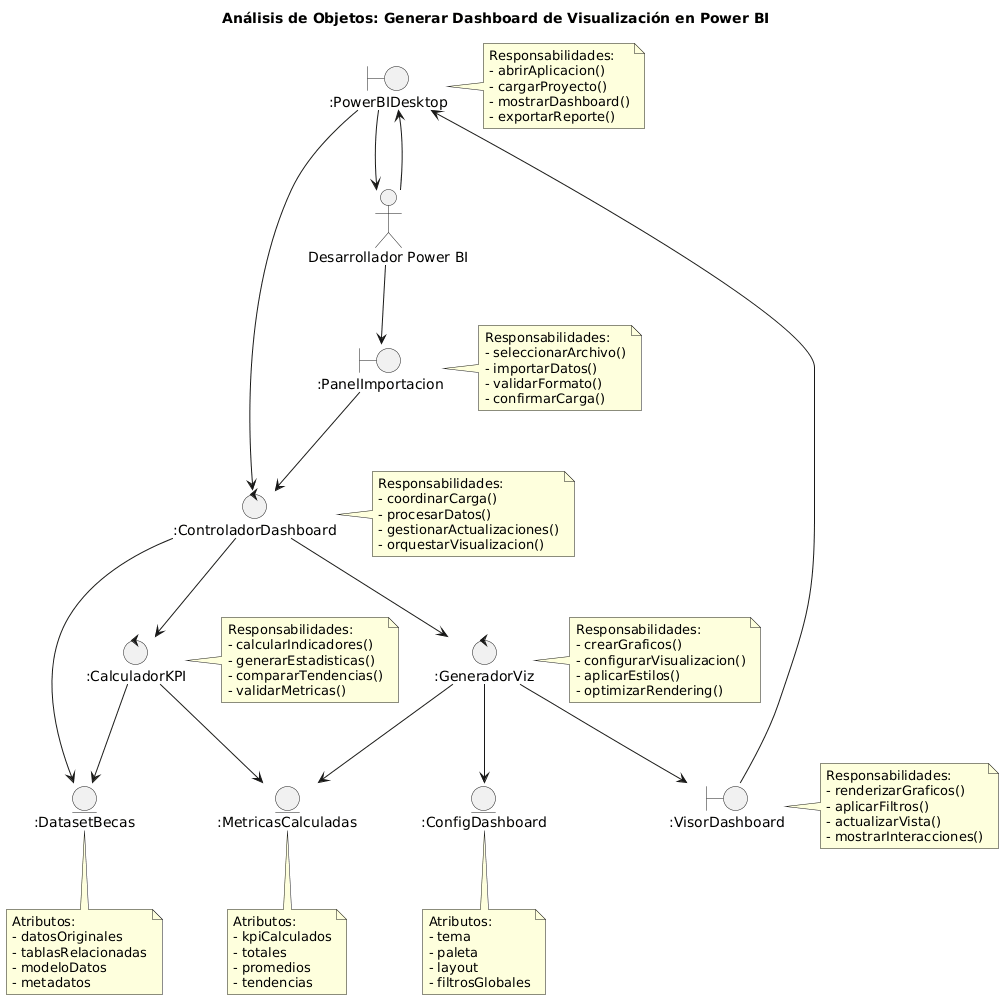 Análisis de Objetos: Generar Dashboard de Visualización en Power BI
Responsabilidades:
- abrirAplicacion()
- cargarProyecto()
- mostrarDashboard()
- exportarReporte()
:PowerBIDesktop
Desarrollador Power BI
Responsabilidades:
- seleccionarArchivo()
- importarDatos()
- validarFormato()
- confirmarCarga()
:PanelImportacion
Responsabilidades:
- coordinarCarga()
- procesarDatos()
- gestionarActualizaciones()
- orquestarVisualizacion()
:ControladorDashboard
Responsabilidades:
- calcularIndicadores()
- generarEstadisticas()
- compararTendencias()
- validarMetricas()
:CalculadorKPI
Responsabilidades:
- crearGraficos()
- configurarVisualizacion()
- aplicarEstilos()
- optimizarRendering()
:GeneradorViz
Responsabilidades:
- renderizarGraficos()
- aplicarFiltros()
- actualizarVista()
- mostrarInteracciones()
:DatasetBecas
:MetricasCalculadas
:ConfigDashboard
:VisorDashboard
Atributos:
- datosOriginales
- tablasRelacionadas
- modeloDatos
- metadatos
Atributos:
- kpiCalculados
- totales
- promedios
- tendencias
Atributos:
- tema
- paleta
- layout
- filtrosGlobales